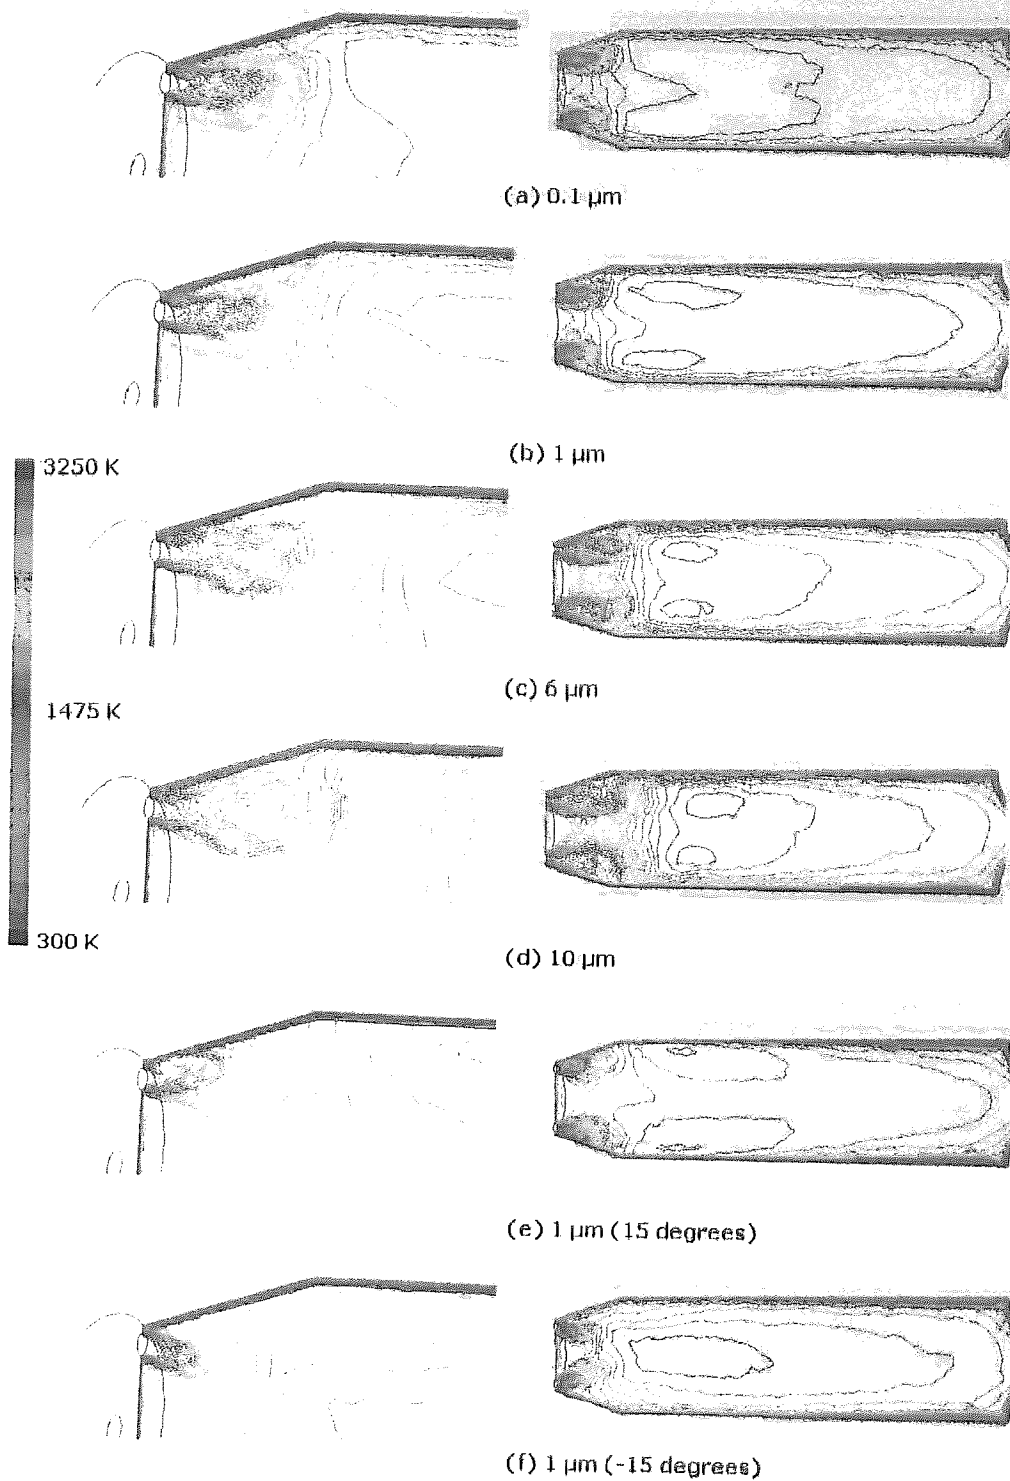 (a) 0.1 µm
(b) 1 µm
3250 K
(c) 6 µm
1475 K
300 K
(d) 10 µm
(e) 1 µm (15 degrees)
(f) 1 µm (-15 degrees)